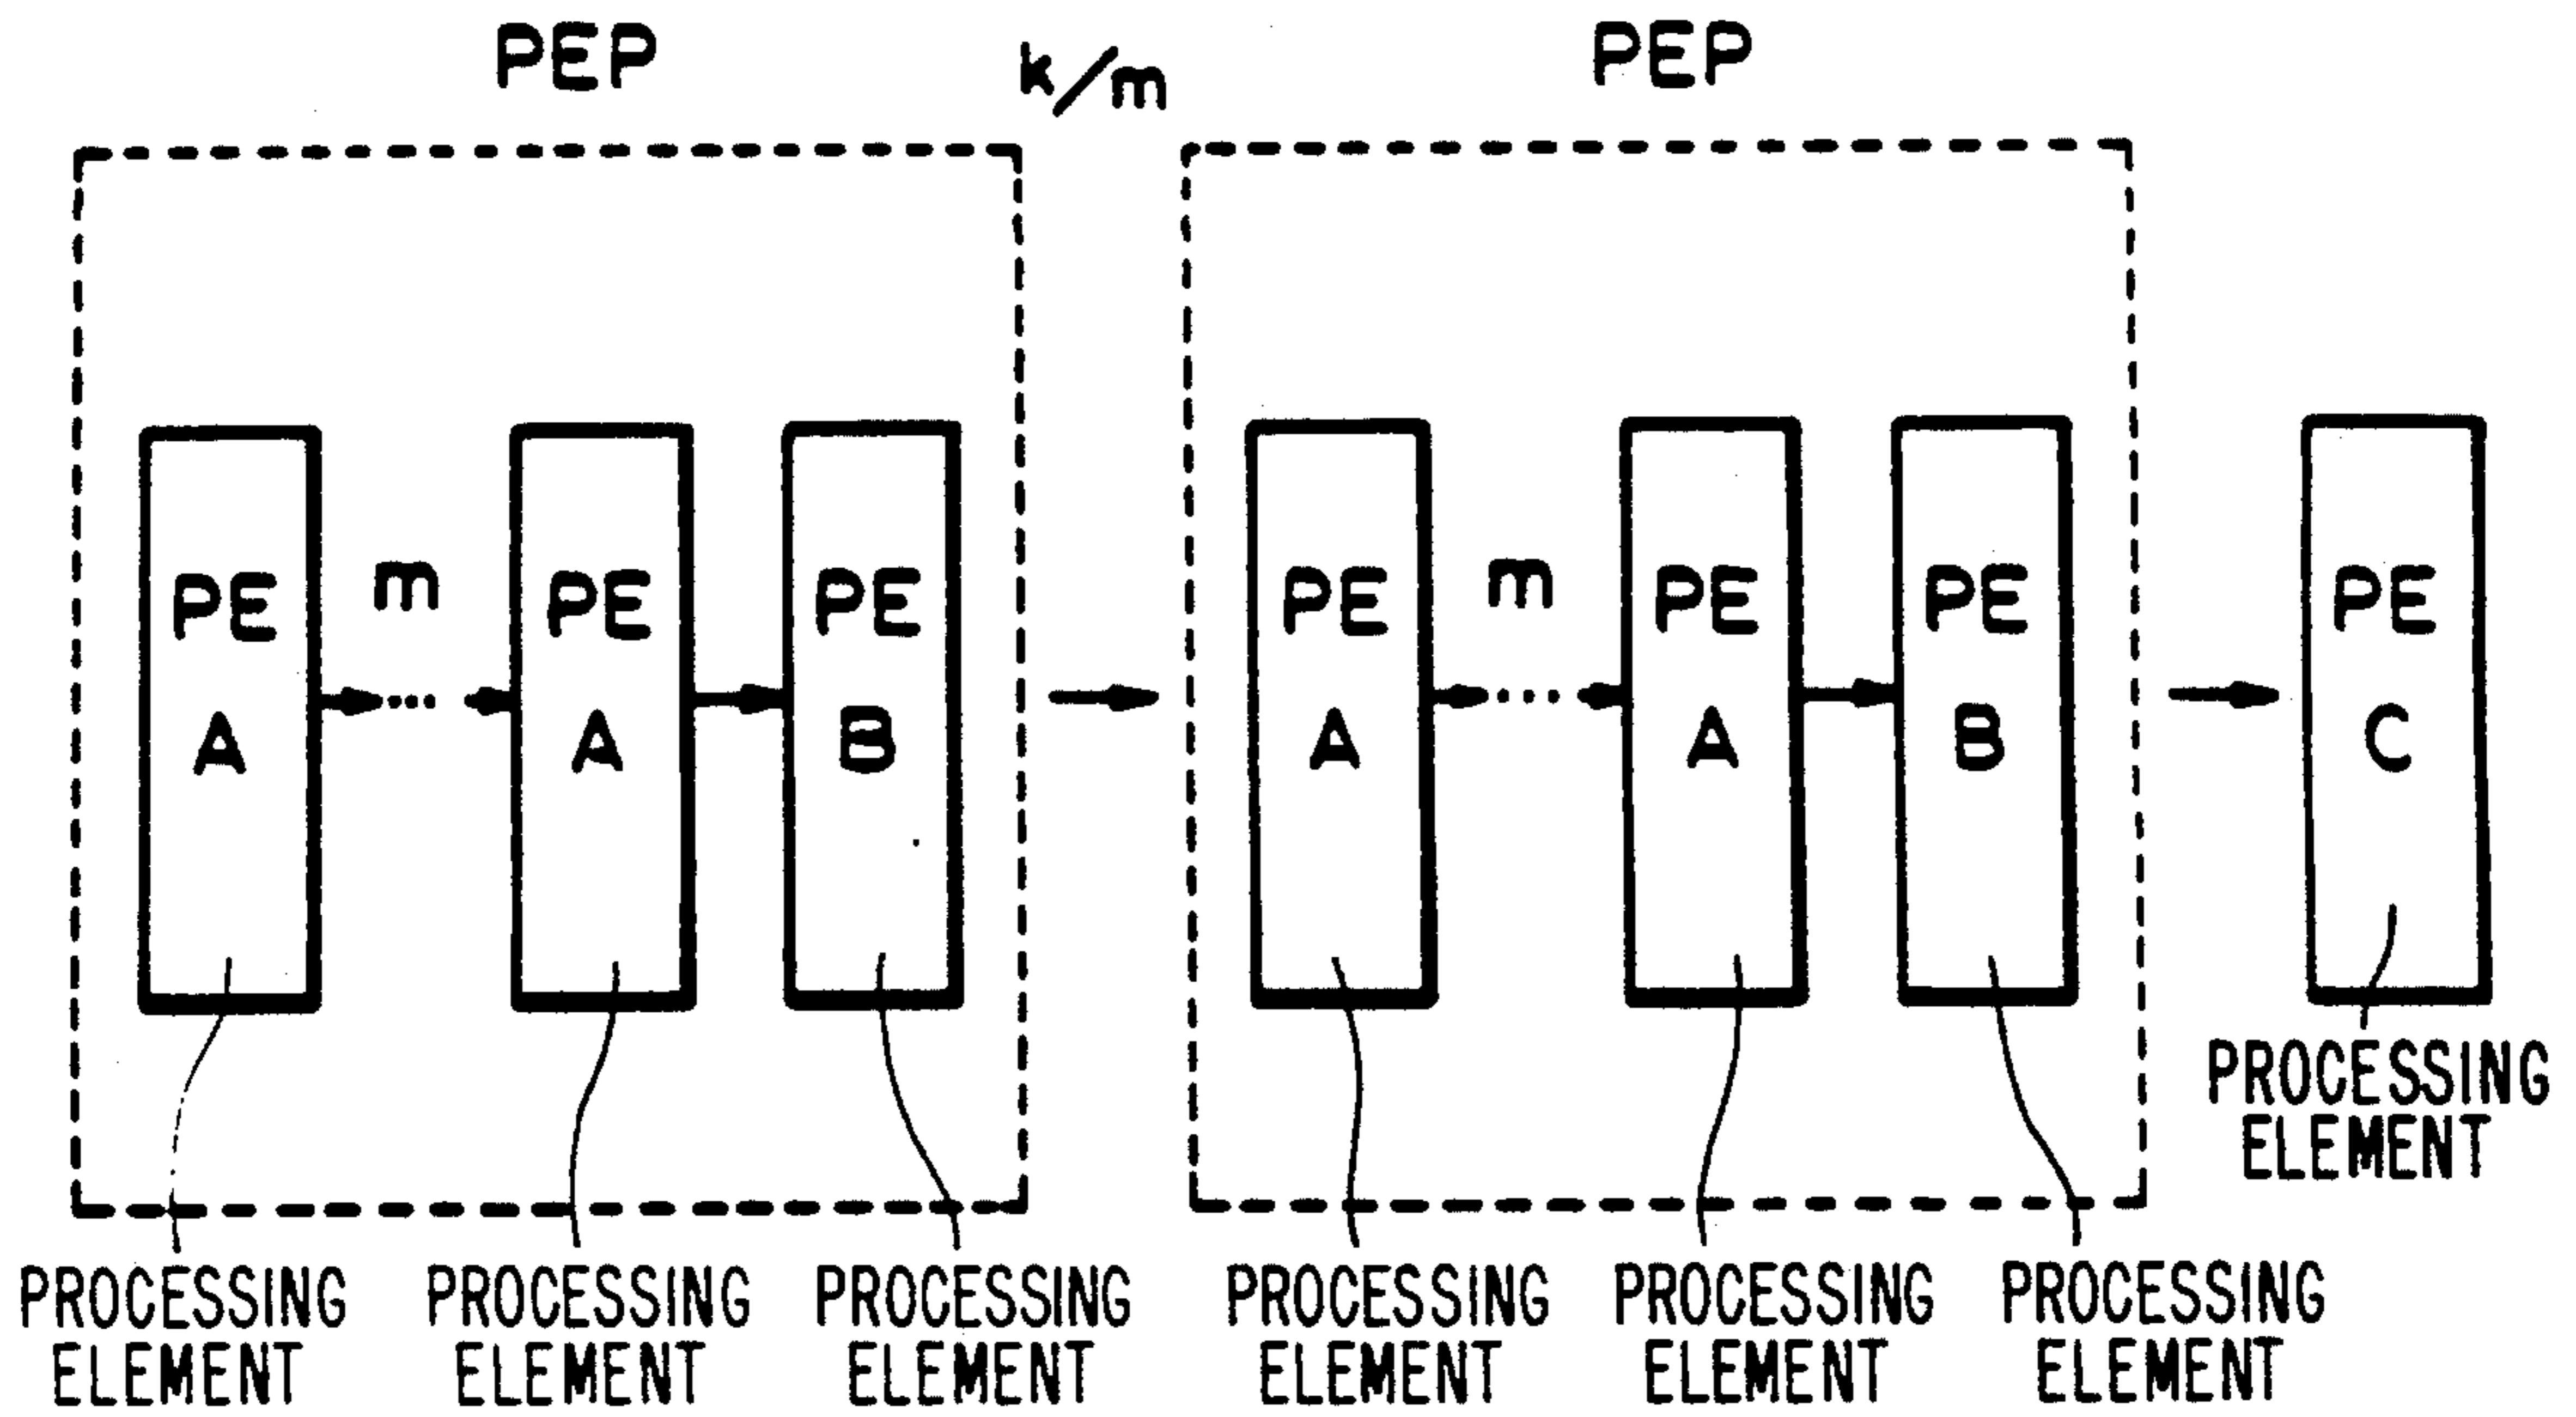 PEP
k/m
PEP
PE
A
m
PE
A
PE
B
PE
A
m
PE
A
PE
B
PE
C
PROCESSING
ELEMENT
PROCESSING
ELEMENT
PROCESSING
ELEMENT
PROCESSING
ELEMENT
PROCESSING
ELEMENT
PROCESSING
ELEMENT
PROCESSING
ELEMENT